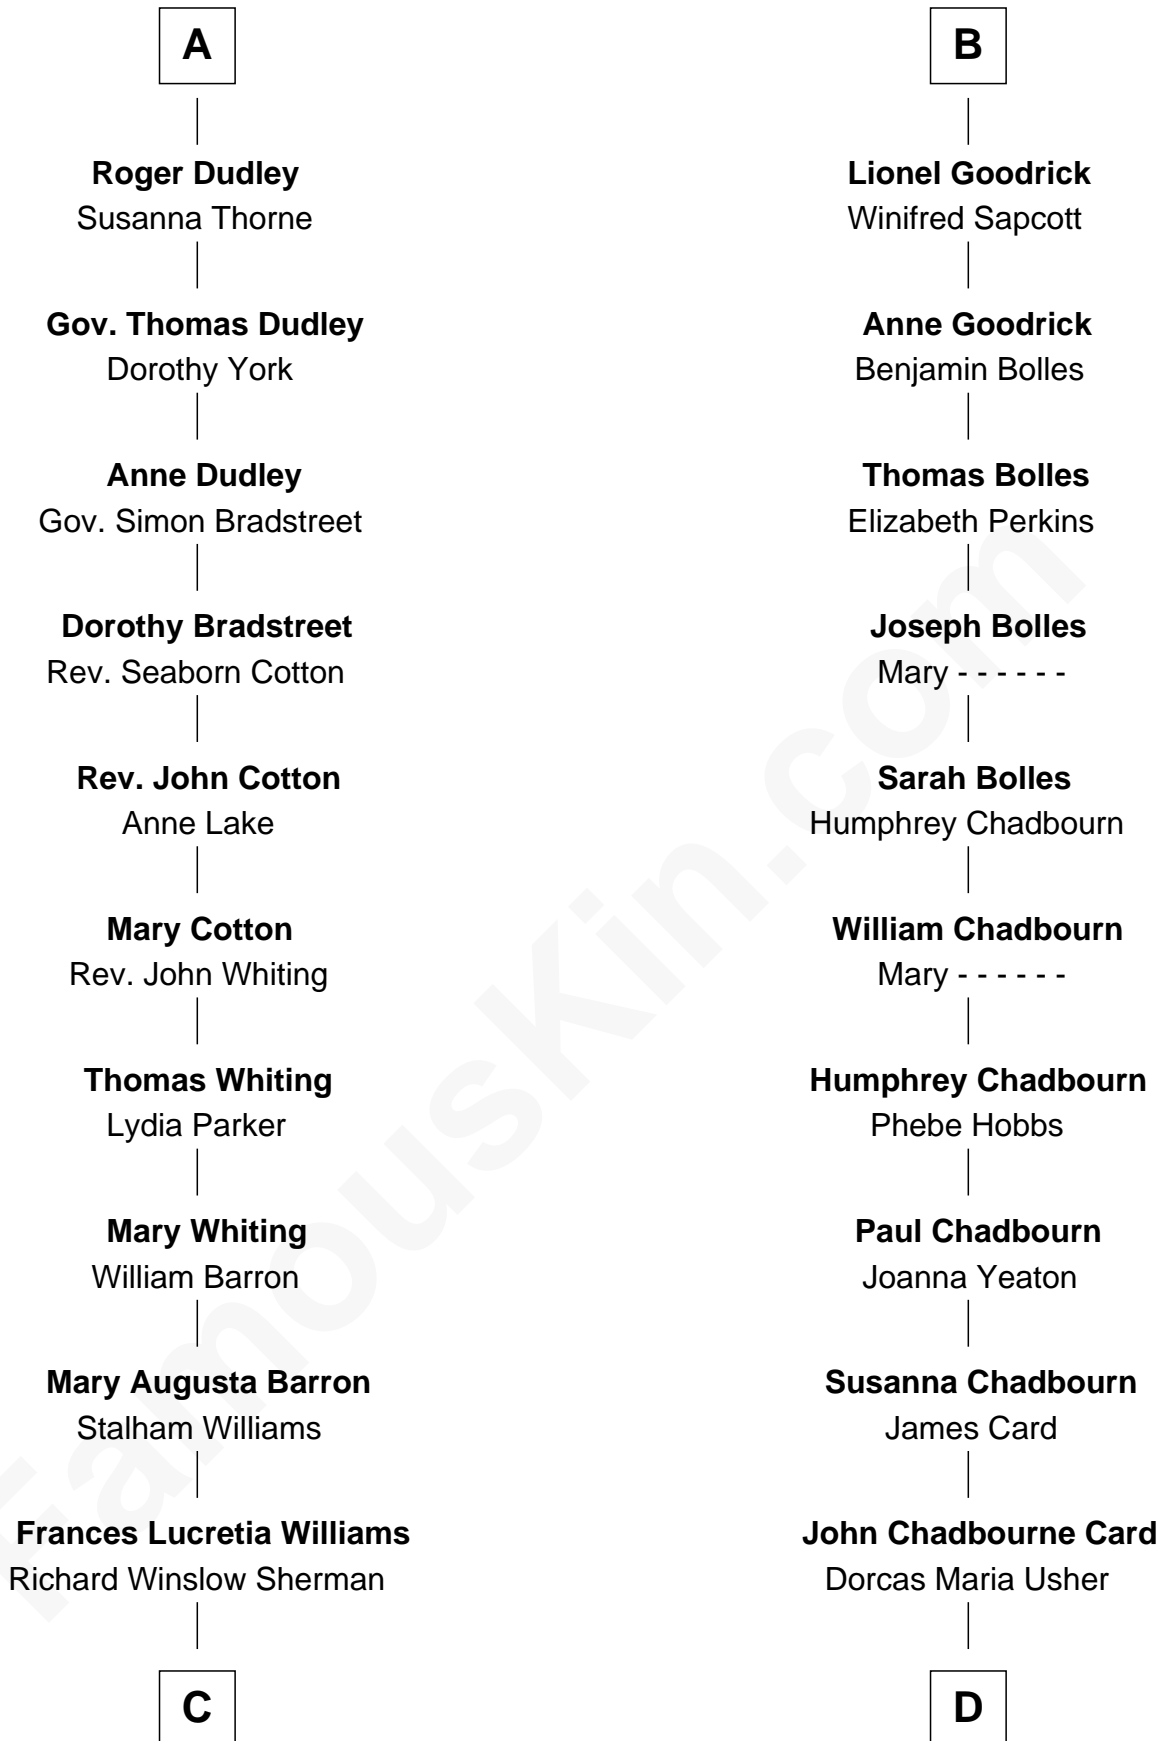 A
Roger Dudley
Susanna Thorne
Gov. Thomas Dudley
Dorothy York
Anne Dudley
Gov. Simon Bradstreet
Dorothy Bradstreet
Rev. Seaborn Cotton
Rev. John Cotton
Anne Lake
Mary Cotton
Rev. John Whiting
Thomas Whiting
Lydia Parker
Mary Whiting
William Barron
Mary Augusta Barron
Stalham Williams
Frances Lucretia Williams
Richard Winslow Sherman
C
B
Lionel Goodrick
Winifred Sapcott
Anne Goodrick
Benjamin Bolles
Thomas Bolles
Elizabeth Perkins
Joseph Bolles
Mary - - - - - -
Sarah Bolles
Humphrey Chadbourn
William Chadbourn
Mary - - - - - -
Humphrey Chadbourn
Phebe Hobbs
Paul Chadbourn
Joanna Yeaton
Susanna Chadbourn
James Card
John Chadbourne Card
Dorcas Maria Usher
D
FamousKin.com